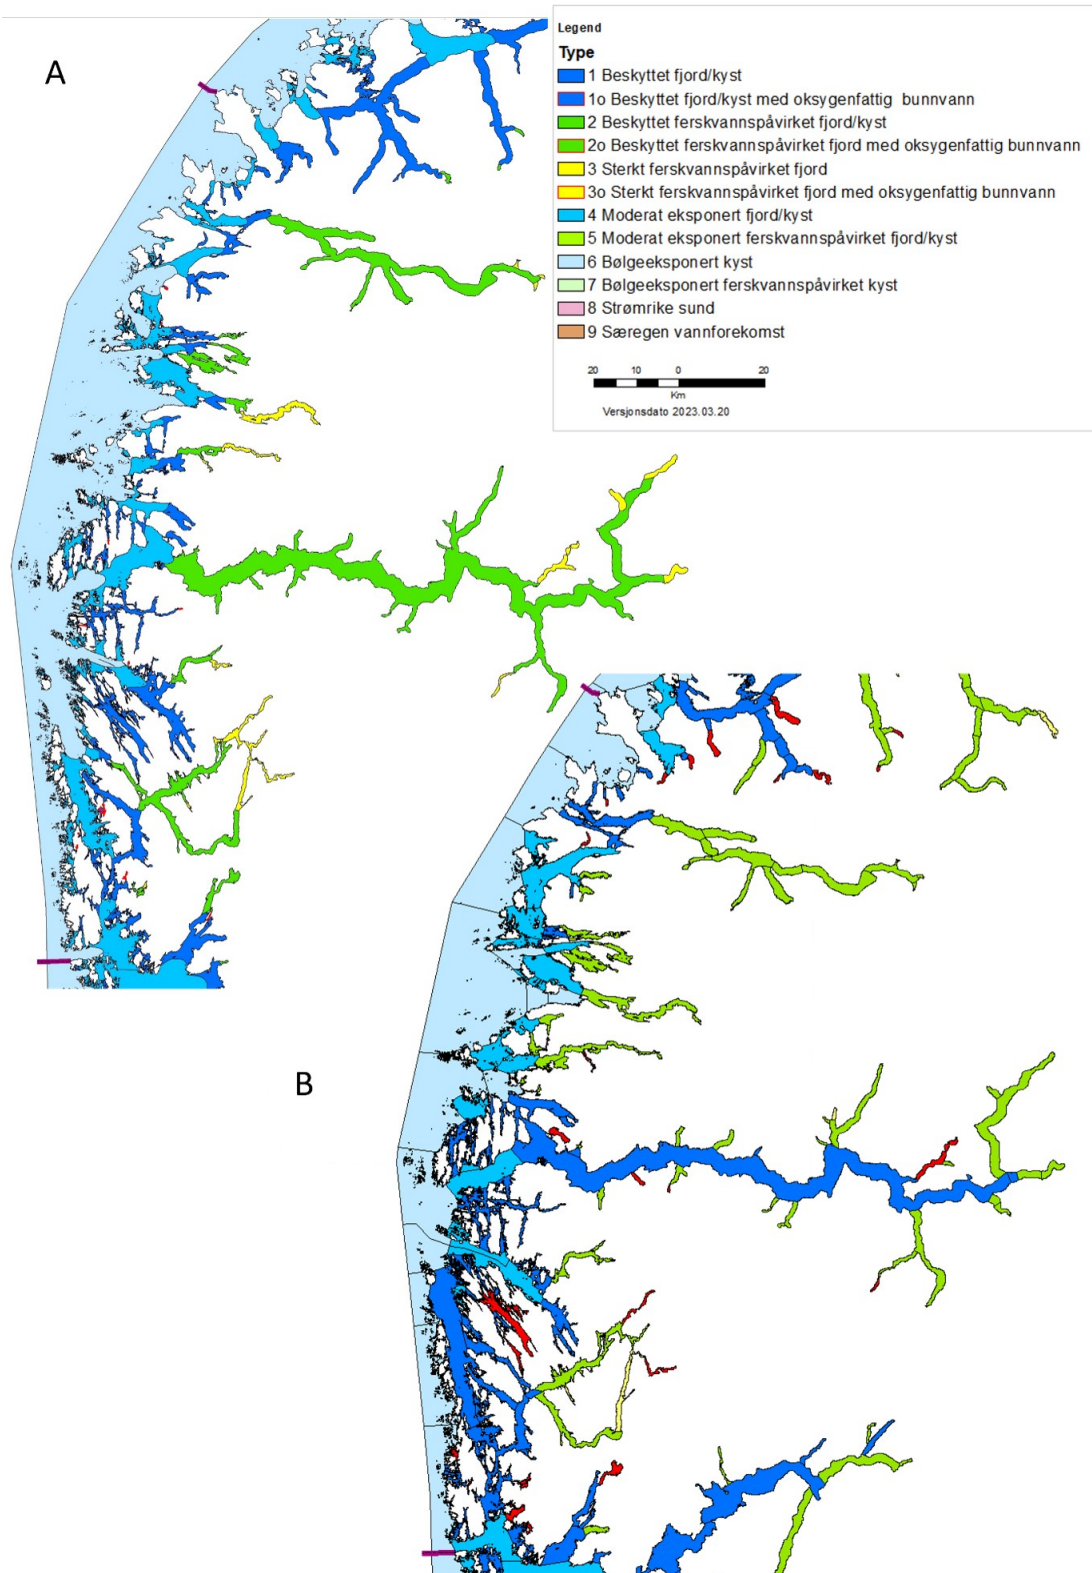 A
Legend
Type
1 Beskyttet fjord/kyst
1o Beskyttet fjord/kyst med oksygenfattig bunnvann
2 Beskyttet ferskvannspåvirket fjord/kyst
2o Beskyttet ferskvannspåvirket fjord med oksygenfattig bunnvann
3 Sterkt ferskvannspåvirket fjord
3o Sterkt ferskvannspåvirket fjord med oksygenfattig bunnvann
4 Moderat eksponert fjord/kyst
5 Moderat eksponert ferskvannspåvirket fjord/kyst
6 Bølgeeksponert kyst
7 Bølgeeksponert ferskvannspåvirket kyst
8 Strømrike sund
9 Særegen vannforekomst
20 10 0 20
Km
Versjonsdato 2023.03.20
B